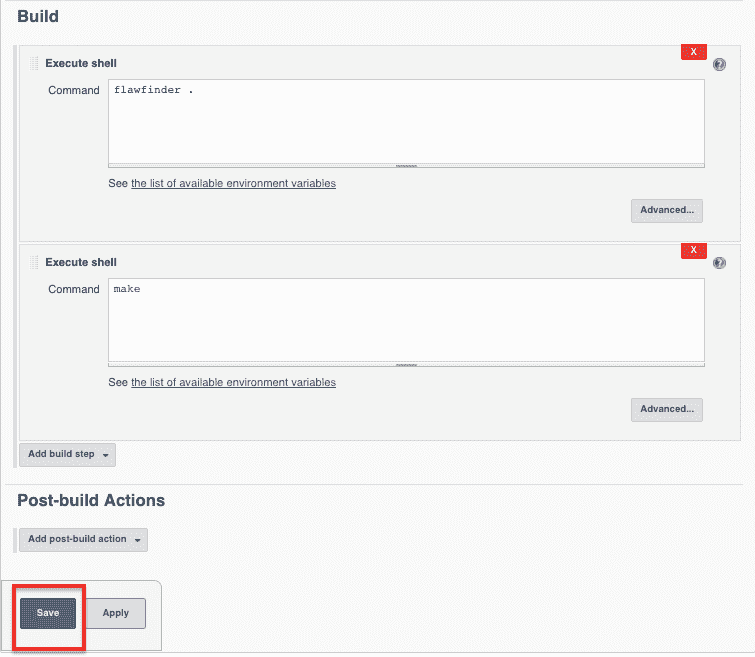 Build
X
Execute shell
?
Command
flawfinder .
See the list of available environment variables
Advanced...
X
Execute shell
?
Command
make
See the list of available environment variables
Advanced...
Add build step
Post-build Actions
Add post-build action
Save
Apply